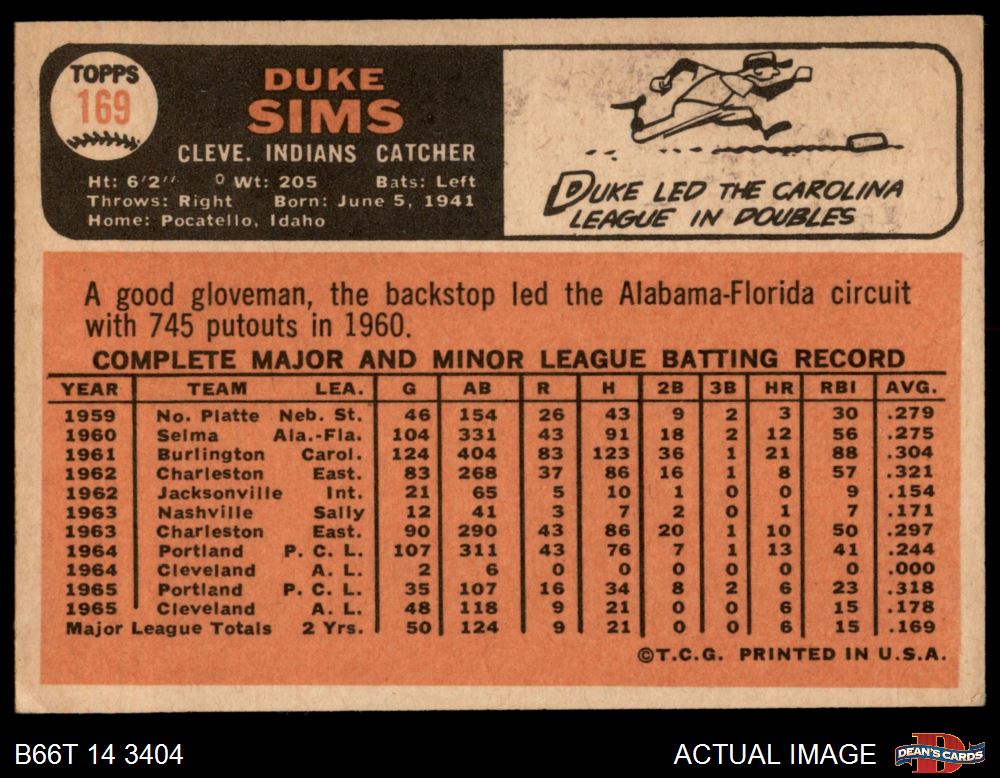 TOPPS
169
DUKE
SIMS
CLEVE. INDIANS CATCHER
Ht: 6'2" Wt: 205 Bats: Left
Throws: Right Born: June 5, 1941
Home: Pocatello, Idaho
DUKE LED THE CAROLINA
LEAGUE IN DOUBLES
A good gloveman, the backstop led the Alabama-Florida circuit
with 745 putouts in 1960.
COMPLETE MAJOR AND MINOR LEAGUE BATTING RECORD
YEAR TEAM LEA. G AB R H 2B 3B HR RBI AVG.
1959 No. Platte Neb. St. 46 154 26 43 9 2 3 30 .279
1960 Selma Ala.-Fla. 104 331 43 91 18 2 12 56 .275
1961 Burlington Carol. 124 404 83 123 36 1 21 88 .304
1962 Charleston East. 83 268 37 86 16 1 8 57 .321
1962 Jacksonville Int. 21 65 5 10 1 0 0 9 .154
1963 Nashville Sally 12 41 3 7 2 0 1 7 .171
1963 Charleston East. 90 290 43 86 20 1 10 50 .297
1964 Portland P. C. L. 107 311 43 76 7 1 13 41 .244
1964 Cleveland A. L. 2 6 0 0 0 0 0 0 .000
1965 Portland P. C. L. 35 107 16 34 8 2 6 23 .318
1965 Cleveland A. L. 48 118 9 21 0 0 6 15 .178
Major League Totals 2 Yrs. 50 124 9 21 0 0 6 15 .169
©T.C.G. PRINTED IN U.S.A.
B66T 14 3404 ACTUAL IMAGE DEAN'S CARDS